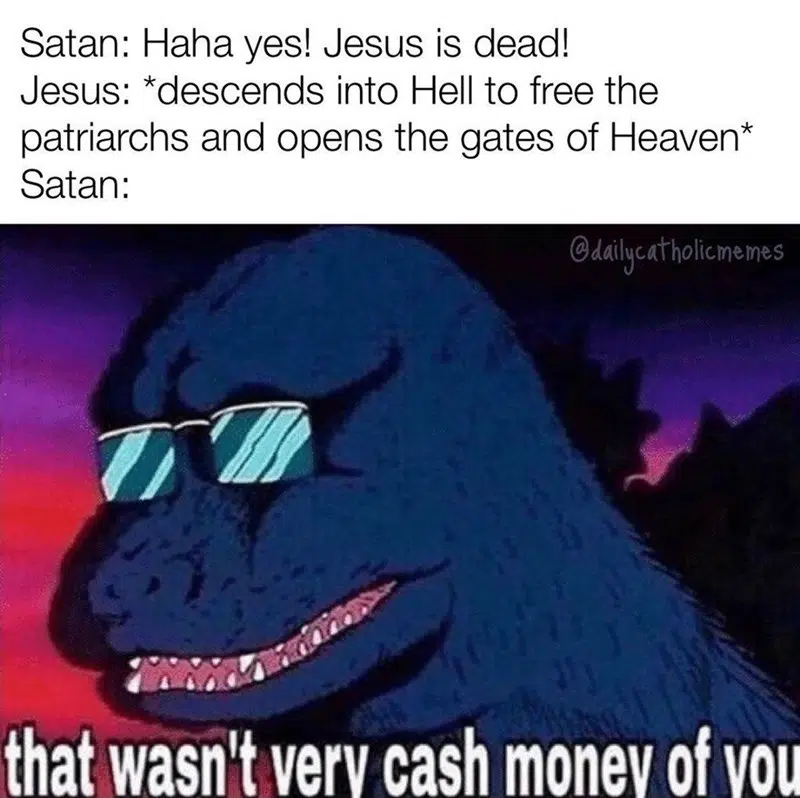 Satan: Haha yes! Jesus is dead!
Jesus: *descends into Hell to free the
patriarchs and opens the gates of Heaven*
Satan:
@dailycatholicmemes
that wasn't very cash money of you